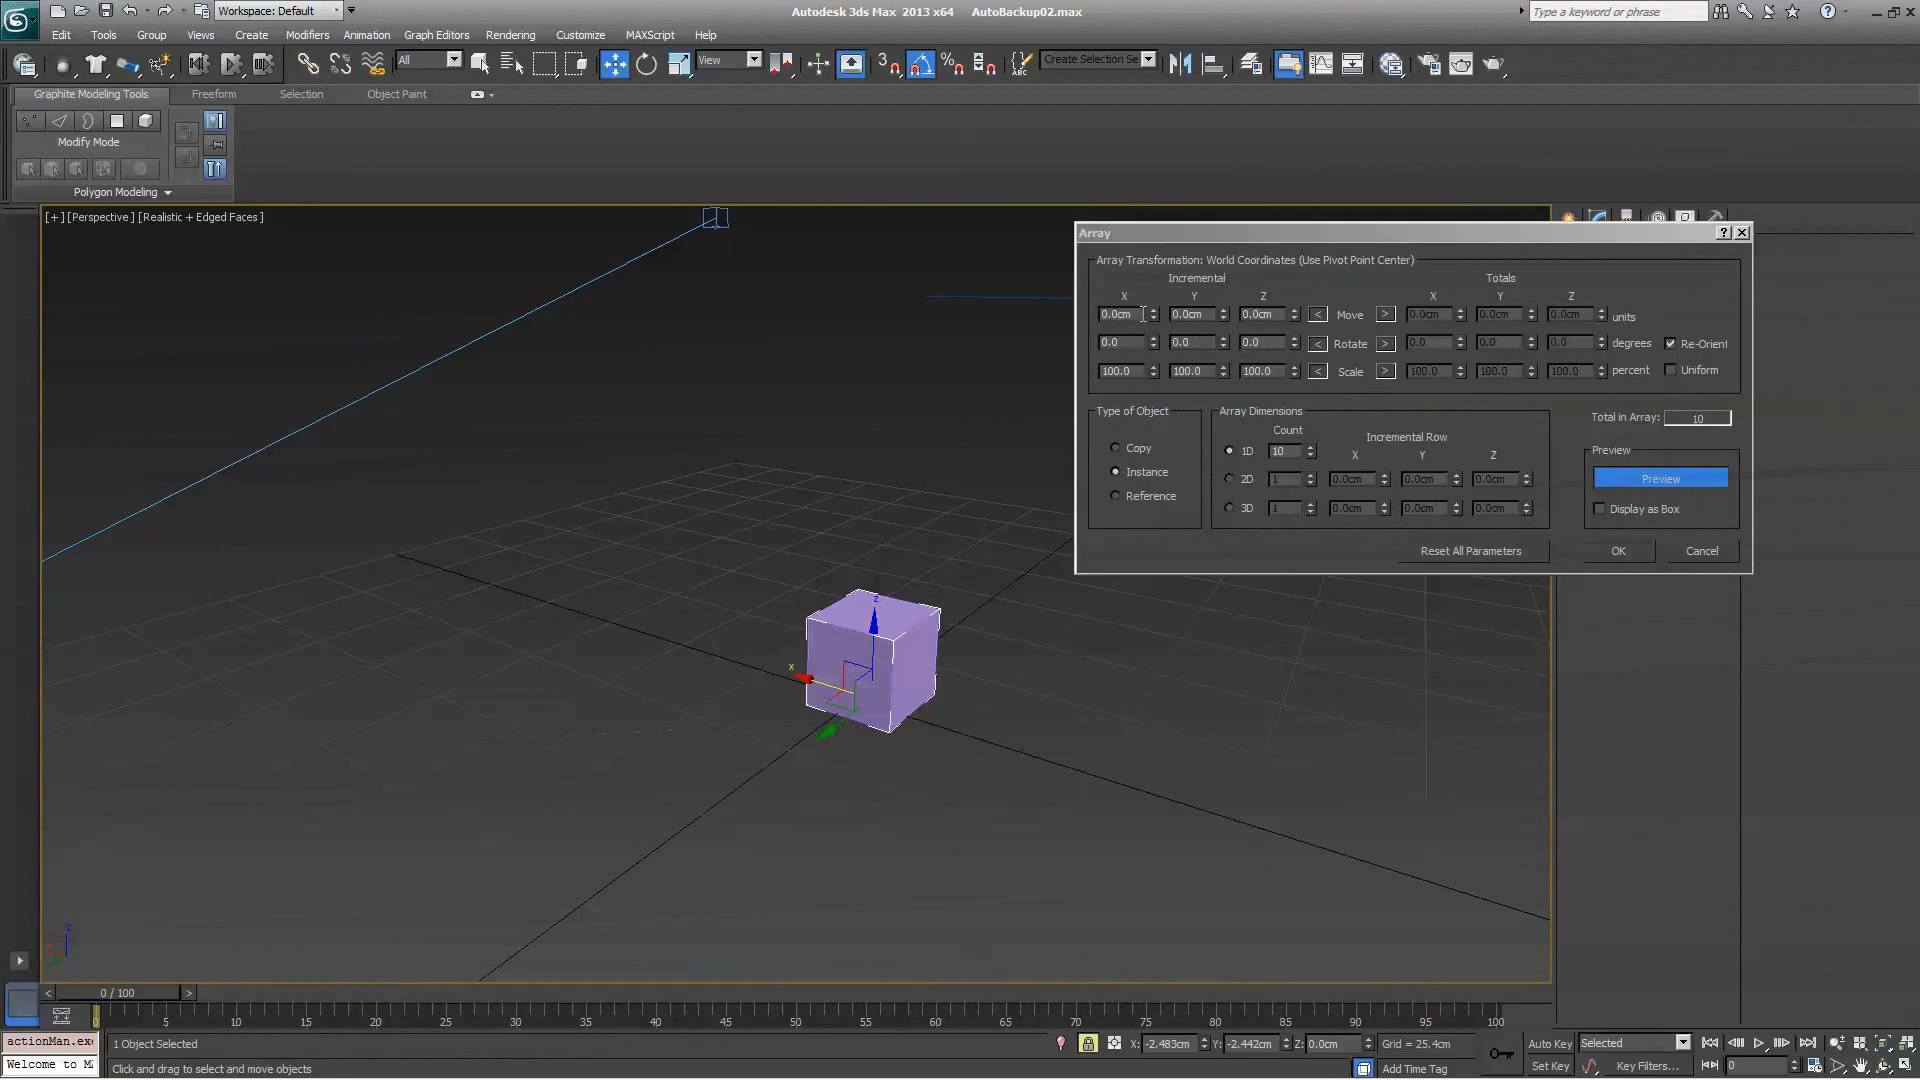 Workspace: Default
Autodesk 3ds Max 2013 x64 AutoBackup02.max
Type a keyword or phrase
Edit Tools Group Views Create Modifiers Animation Graph Editors Rendering Customize MAXScript Help
All
View
3
ABC
Create Selection Se
Graphite Modeling Tools Freeform Selection Object Paint
Modify Mode
Polygon Modeling
[+] [Perspective] [Realistic + Edged Faces]
Array
Array Transformation: World Coordinates (Use Pivot Point Center)
Incremental Totals
X Y Z X Y Z
0.0cm 0.0cm 0.0cm < Move > 0.0cm 0.0cm 0.0cm units
0.0 0.0 0.0 < Rotate > 0.0 0.0 0.0 degrees Re-Orient
100.0 100.0 100.0 < Scale > 100.0 100.0 100.0 percent Uniform
Type of Object
Copy
Instance
Reference
Array Dimensions
Count
Incremental Row
X Y Z
1D 10
2D 1 0.0cm 0.0cm 0.0cm
3D 1 0.0cm 0.0cm 0.0cm
Total in Array: 10
Preview
Preview
Display as Box
Reset All Parameters OK Cancel
z
x
z
< 0 / 100 >
0 5 10 15 20 25 30 35 40 45 50 55 60 65 70 75 80 85 90 95 100
actionMan.exe
Welcome to M
1 Object Selected
Click and drag to select and move objects
X: -2.483cm Y: -2.442cm Z: 0.0cm Grid = 25.4cm
Add Time Tag
Auto Key Selected
Set Key Key Filters... 0